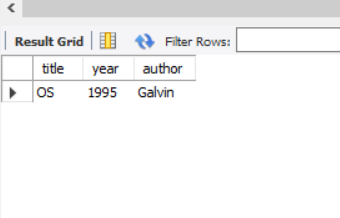 Result Grid Filter Rows:
title year author
OS 1995 Galvin